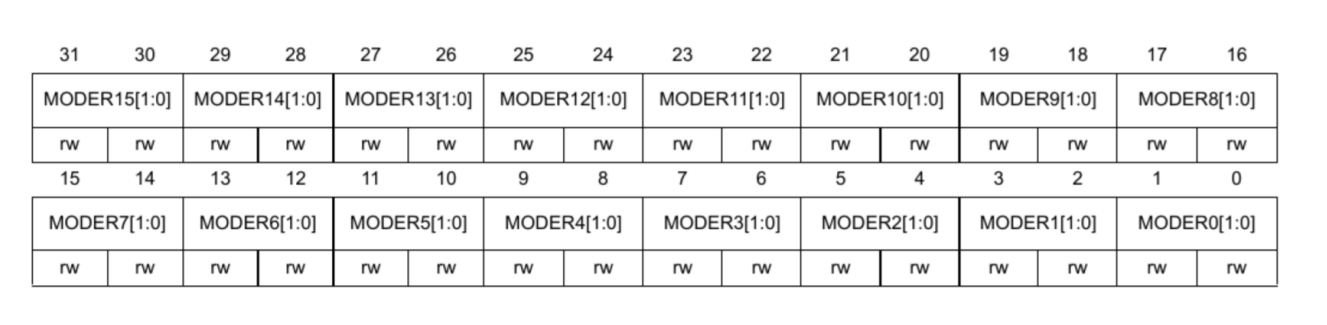 31 30 29 28 27 26 25 24 23 22 21 20 19 18 17 16
MODER15[1:0] MODER14[1:0] MODER13[1:0] MODER12[1:0] MODER11[1:0] MODER10[1:0] MODER9[1:0] MODER8[1:0]
rw rw rw rw rw rw rw rw rw rw rw rw rw rw rw rw
15 14 13 12 11 10 9 8 7 6 5 4 3 2 1 0
MODER7[1:0] MODER6[1:0] MODER5[1:0] MODER4[1:0] MODER3[1:0] MODER2[1:0] MODER1[1:0] MODER0[1:0]
rw rw rw rw rw rw rw rw rw rw rw rw rw rw rw rw